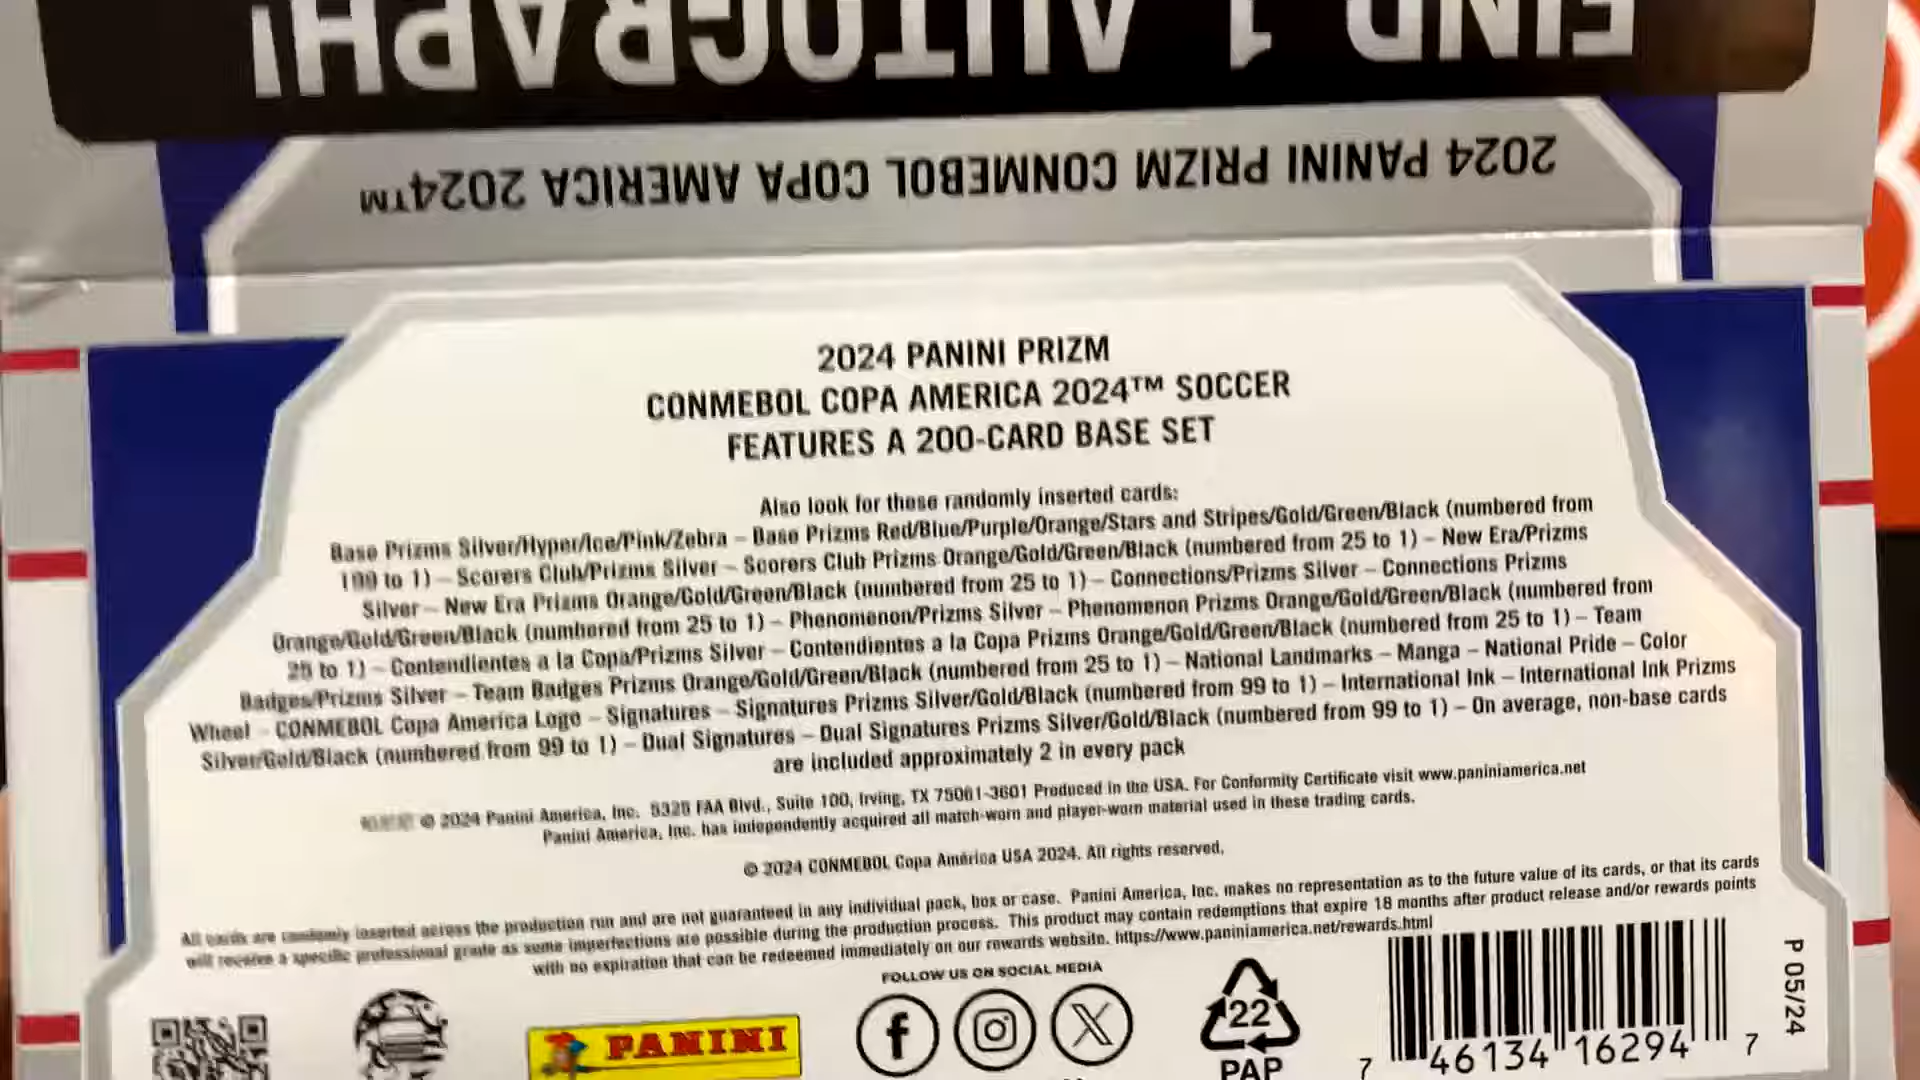 FIND 1 AUTOGRAPH!
2024 PANINI PRIZM CONMEBOL COPA AMERICA 2024™
2024 PANINI PRIZM
CONMEBOL COPA AMERICA 2024™ SOCCER
FEATURES A 200-CARD BASE SET
Also look for these randomly inserted cards:
Base Prizms Silver/Hyper/Ice/Pink/Zebra – Base Prizms Red/Blue/Purple/Orange/Stars and Stripes/Gold/Green/Black (numbered from
199 to 1) – Scorers Club/Prizms Silver – Scorers Club Prizms Orange/Gold/Green/Black (numbered from 25 to 1) – New Era/Prizms
Silver – New Era Prizms Orange/Gold/Green/Black (numbered from 25 to 1) – Connections/Prizms Silver – Connections Prizms
Orange/Gold/Green/Black (numbered from 25 to 1) – Phenomenon/Prizms Silver – Phenomenon Prizms Orange/Gold/Green/Black (numbered from
25 to 1) – Contendientes a la Copa/Prizms Silver – Contendientes a la Copa Prizms Orange/Gold/Green/Black (numbered from 25 to 1) – Team
Badges/Prizms Silver – Team Badges Prizms Orange/Gold/Green/Black (numbered from 25 to 1) – National Landmarks – Manga – National Pride – Color
Wheel – CONMEBOL Copa America Logo – Signatures – Signatures Prizms Silver/Gold/Black (numbered from 99 to 1) – International Ink – International Ink Prizms
Silver/Gold/Black (numbered from 99 to 1) – Dual Signatures – Dual Signatures Prizms Silver/Gold/Black (numbered from 99 to 1) – On average, non-base cards
are included approximately 2 in every pack
© 2024 Panini America, Inc. 5325 FAA Blvd., Suite 100, Irving, TX 75061-3601 Produced in the USA. For Conformity Certificate visit www.paniniamerica.net
Panini America, Inc. has independently acquired all match-worn and player-worn material used in these trading cards.
© 2024 CONMEBOL Copa América USA 2024. All rights reserved.
All cards are randomly inserted across the production run and are not guaranteed in any individual pack, box or case. Panini America, Inc. makes no representation as to the future value of its cards, or that its cards
will receive a specific professional grade as some imperfections are possible during the production process. This product may contain redemptions that expire 18 months after product release and/or rewards points
with no expiration that can be redeemed immediately on our rewards website. https://www.paniniamerica.net/rewards.html
FOLLOW US ON SOCIAL MEDIA
PANINI
22
PAP
7 46134 16294 7
P 05/24